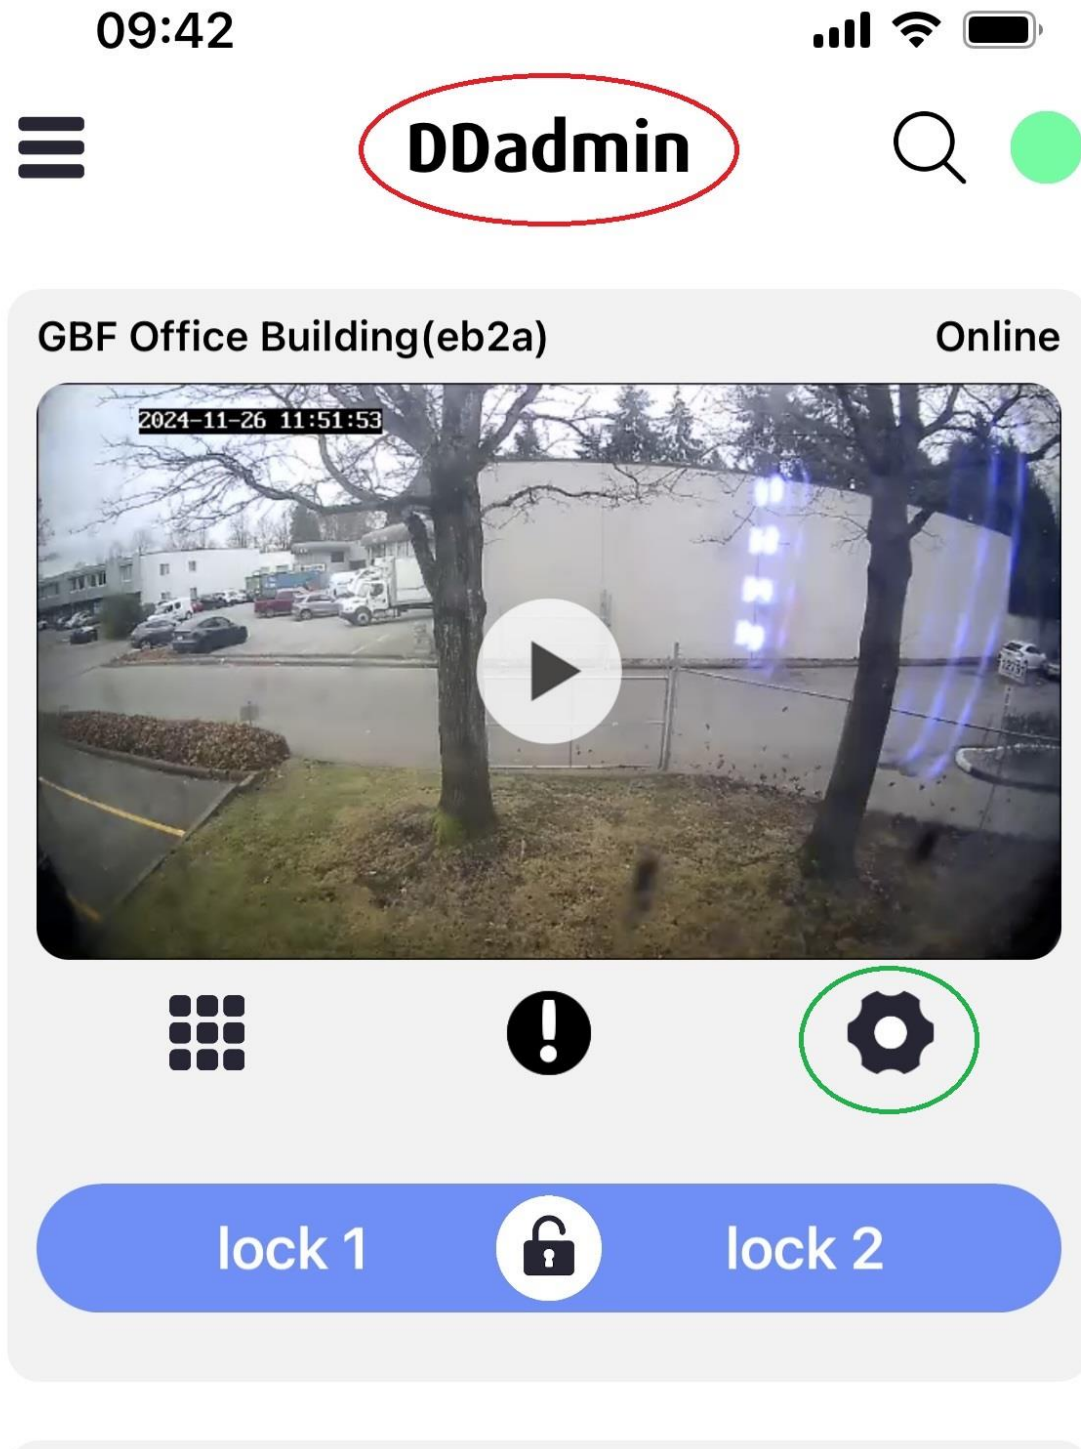 09:42
DDadmin
GBF Office Building(eb2a)
Online
2024-11-26 11:51:53
lock 1
lock 2